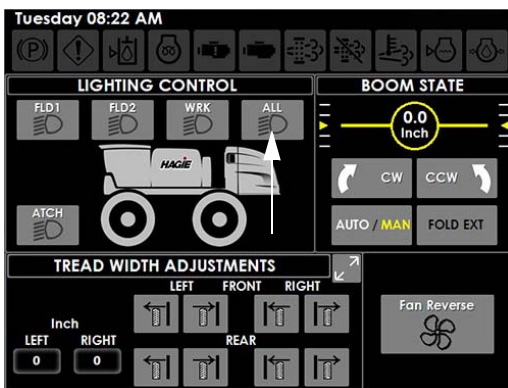 Tuesday 08:22 AM
LIGHTING CONTROL
FLD1 FLD2 WRK ALL
HAGIE
ATCH
BOOM STATE
0.0
Inch
CW CCW
AUTO / MAN FOLD EXT
TREAD WIDTH ADJUSTMENTS
LEFT FRONT RIGHT
Inch
LEFT RIGHT
0 0
REAR
Fan Reverse